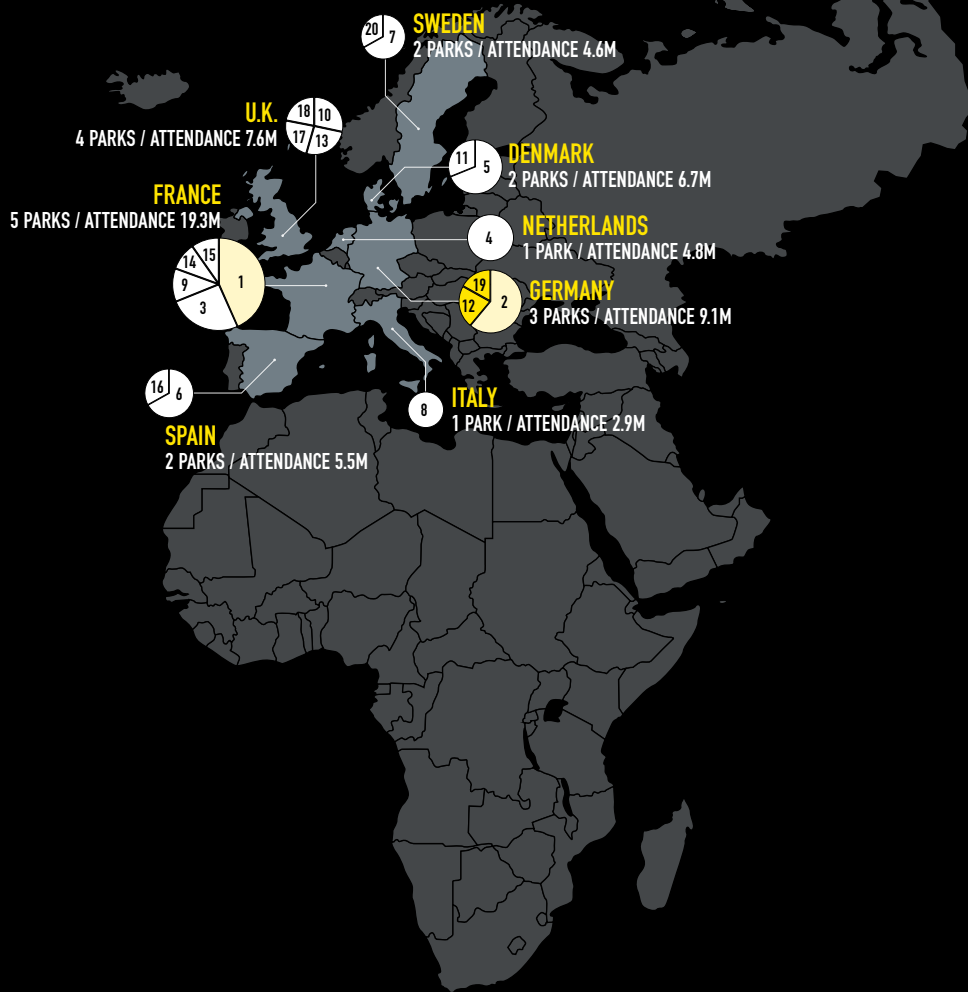 20
7
SWEDEN
2 PARKS / ATTENDANCE 4.6M
U.K.
4 PARKS / ATTENDANCE 7.6M
18
10
17
13
11
5
DENMARK
2 PARKS / ATTENDANCE 6.7M
FRANCE
5 PARKS / ATTENDANCE 19.3M
15
14
9
3
1
4
NETHERLANDS
1 PARK / ATTENDANCE 4.8M
19
12
2
GERMANY
3 PARKS / ATTENDANCE 9.1M
16
6
SPAIN
2 PARKS / ATTENDANCE 5.5M
8
ITALY
1 PARK / ATTENDANCE 2.9M